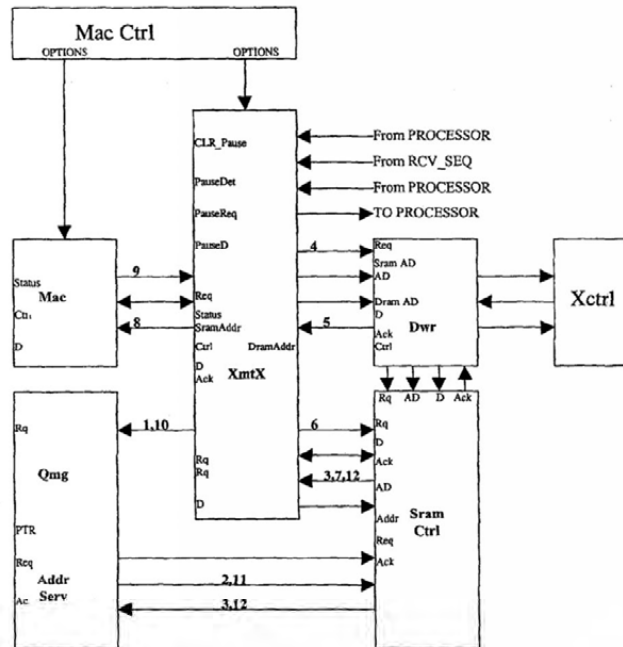 Mac Ctrl
OPTIONS OPTIONS
CLR_Pause
From PROCESSOR
From RCV_SEQ
PauseDet
From PROCESSOR
PauseReq
TO PROCESSOR
PauseD
4
Req
Sram AD
AD
Status
Mac
9
Xctrl
Req
Dram AD
Ctrl
Status
D
8
SramAddr
5
Dwr
Ack
D
Ctrl
DramAddr
Ctrl
D
XmtX
Ack
Rq AD D Ack
Rq
1,10
6
Rq
D
Qmg
Rq
Ack
Rq
3,7,12
AD
D
Sram
Addr
Ctrl
PTR
Req
Req
Ack
Addr
2,11
Serv
Ac
3,12